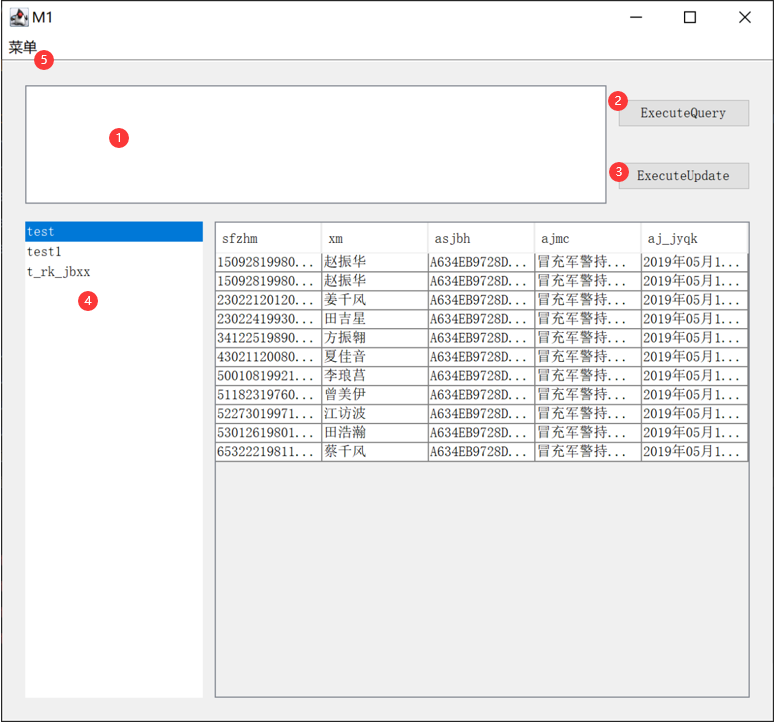 M1
菜单
5
1
2
ExecuteQuery
3
ExecuteUpdate
test
test1
t_rk_jbxx
4
sfzhm xm asjbh ajmc aj_jyqk
15092819980... 赵振华 A634EB9728D... 冒充军警持... 2019年05月1...
15092819980... 赵振华 A634EB9728D... 冒充军警持... 2019年05月1...
23022120120... 姜千风 A634EB9728D... 冒充军警持... 2019年05月1...
23022419930... 田吉星 A634EB9728D... 冒充军警持... 2019年05月1...
34122519890... 方振翱 A634EB9728D... 冒充军警持... 2019年05月1...
43021120080... 夏佳音 A634EB9728D... 冒充军警持... 2019年05月1...
50010819921... 李琅莒 A634EB9728D... 冒充军警持... 2019年05月1...
51182319760... 曾美伊 A634EB9728D... 冒充军警持... 2019年05月1...
52273019971... 江访波 A634EB9728D... 冒充军警持... 2019年05月1...
53012619801... 田浩瀚 A634EB9728D... 冒充军警持... 2019年05月1...
65322219811... 蔡千风 A634EB9728D... 冒充军警持... 2019年05月1...